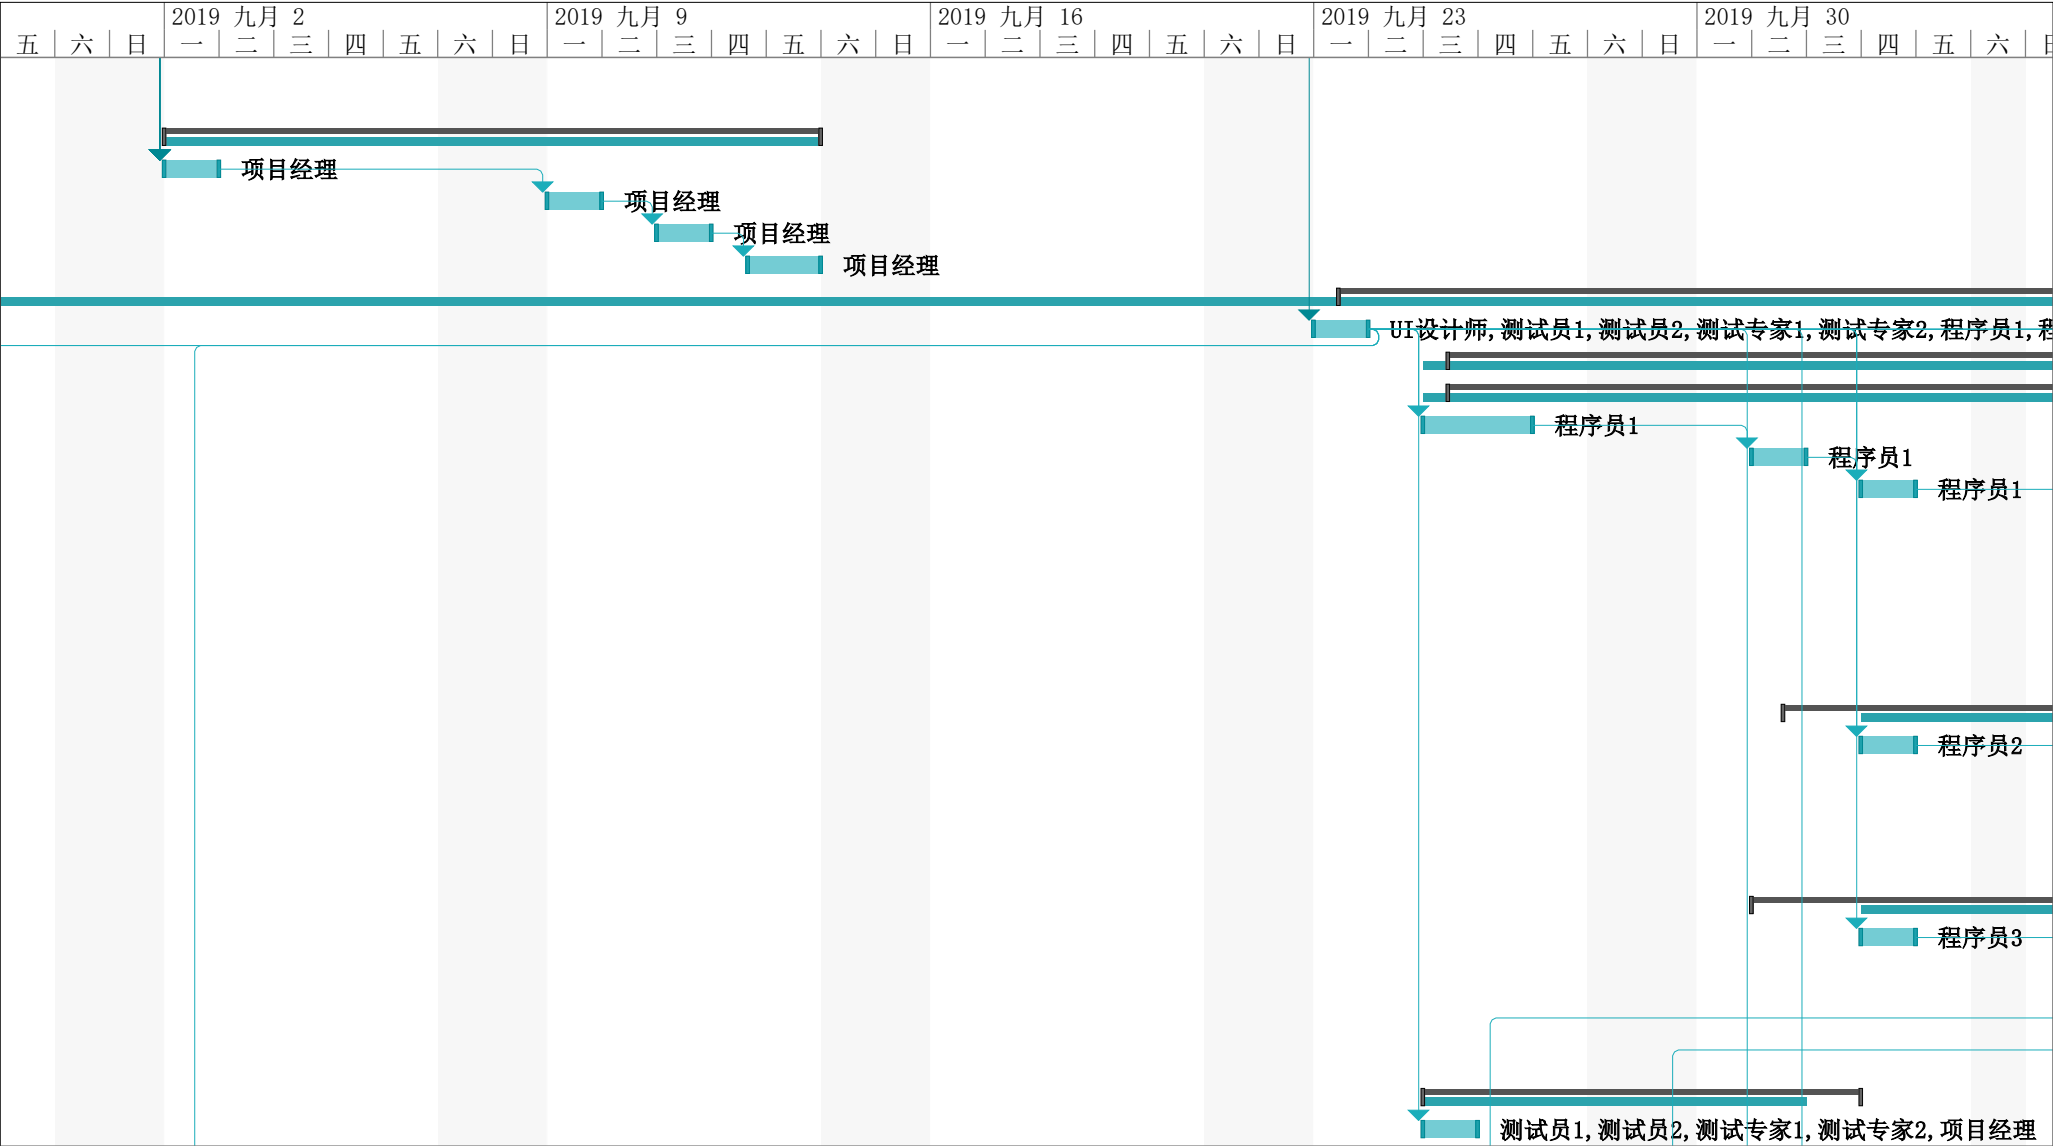 2019 九月 2 2019 九月 9 2019 九月 16 2019 九月 23 2019 九月 30
五 六 日 一 二 三 四 五 六 日 一 二 三 四 五 六 日 一 二 三 四 五 六 日 一 二 三 四 五 六 日 一 二 三 四 五 六 日
项目经理
项目经理
项目经理
项目经理
UI设计师,测试员1,测试员2,测试专家1,测试专家2,程序员1,程
程序员1
程序员1
程序员1
程序员2
程序员3
测试员1,测试员2,测试专家1,测试专家2,项目经理